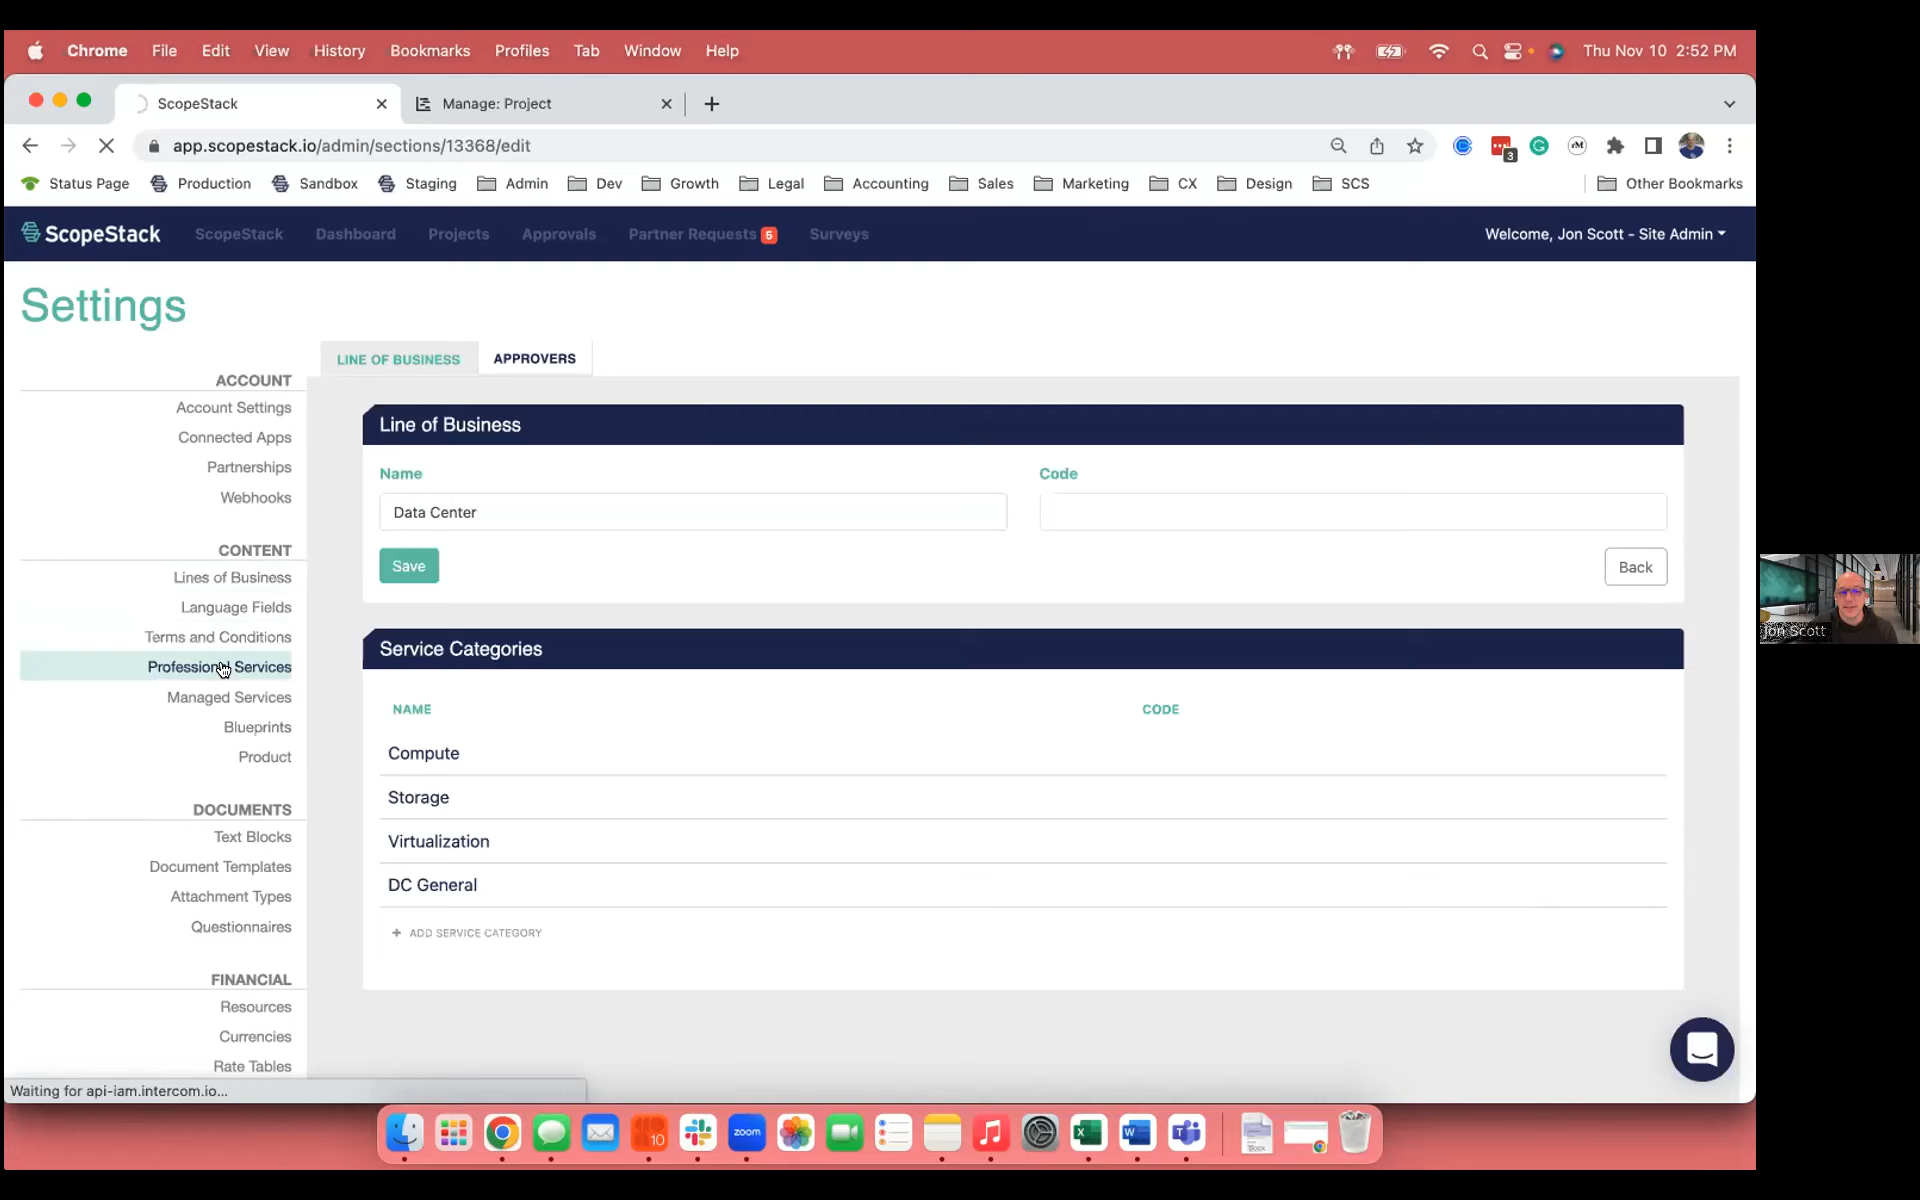 Chrome File Edit View History Bookmarks Profiles Tab Window Help Thu Nov 10 2:52 PM
ScopeStack Manage: Project
app.scopestack.io/admin/sections/13368/edit
3
Status Page Production Sandbox Staging Admin Dev Growth Legal Accounting Sales Marketing CX Design SCS Other Bookmarks
ScopeStack ScopeStack Dashboard Projects Approvals Partner Requests 6 Surveys Welcome, Jon Scott - Site Admin
Settings
LINE OF BUSINESS APPROVERS
ACCOUNT
Account Settings
Connected Apps
Partnerships
Webhooks
CONTENT
Lines of Business
Language Fields
Terms and Conditions
Professional Services
Managed Services
Blueprints
Product
DOCUMENTS
Text Blocks
Document Templates
Attachment Types
Questionnaires
FINANCIAL
Resources
Currencies
Rate Tables
Line of Business
Name Code
Data Center
Save Back
Service Categories
NAME CODE
Compute
Storage
Virtualization
DC General
+ ADD SERVICE CATEGORY
Waiting for api-iam.intercom.io...
Jon Scott
10
zoom